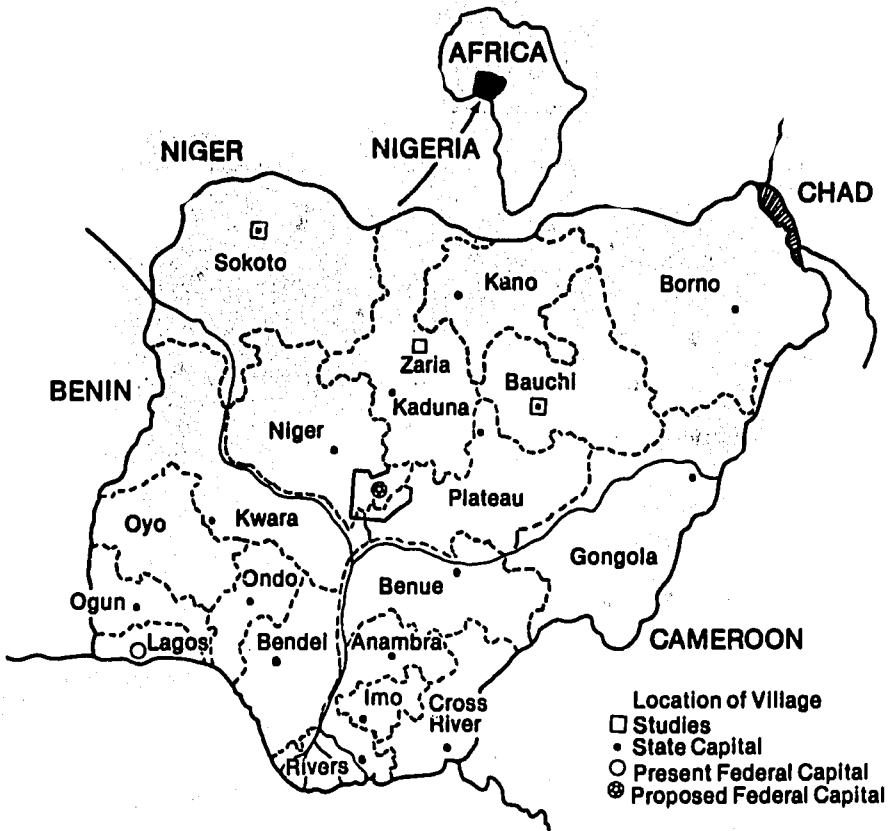 AFRICA
NIGER
NIGERIA
CHAD
Sokoto
Kano
Borno
Zaria
Bauchi
BENIN
Kaduna
Niger
Plateau
Oyo
Kwara
Gongola
Ondo
Benue
Ogun
Lagos
Bendel
Anambra
CAMEROON
Imo
Cross
River
Rivers
Location of Village
Studies
State Capital
Present Federal Capital
Proposed Federal Capital